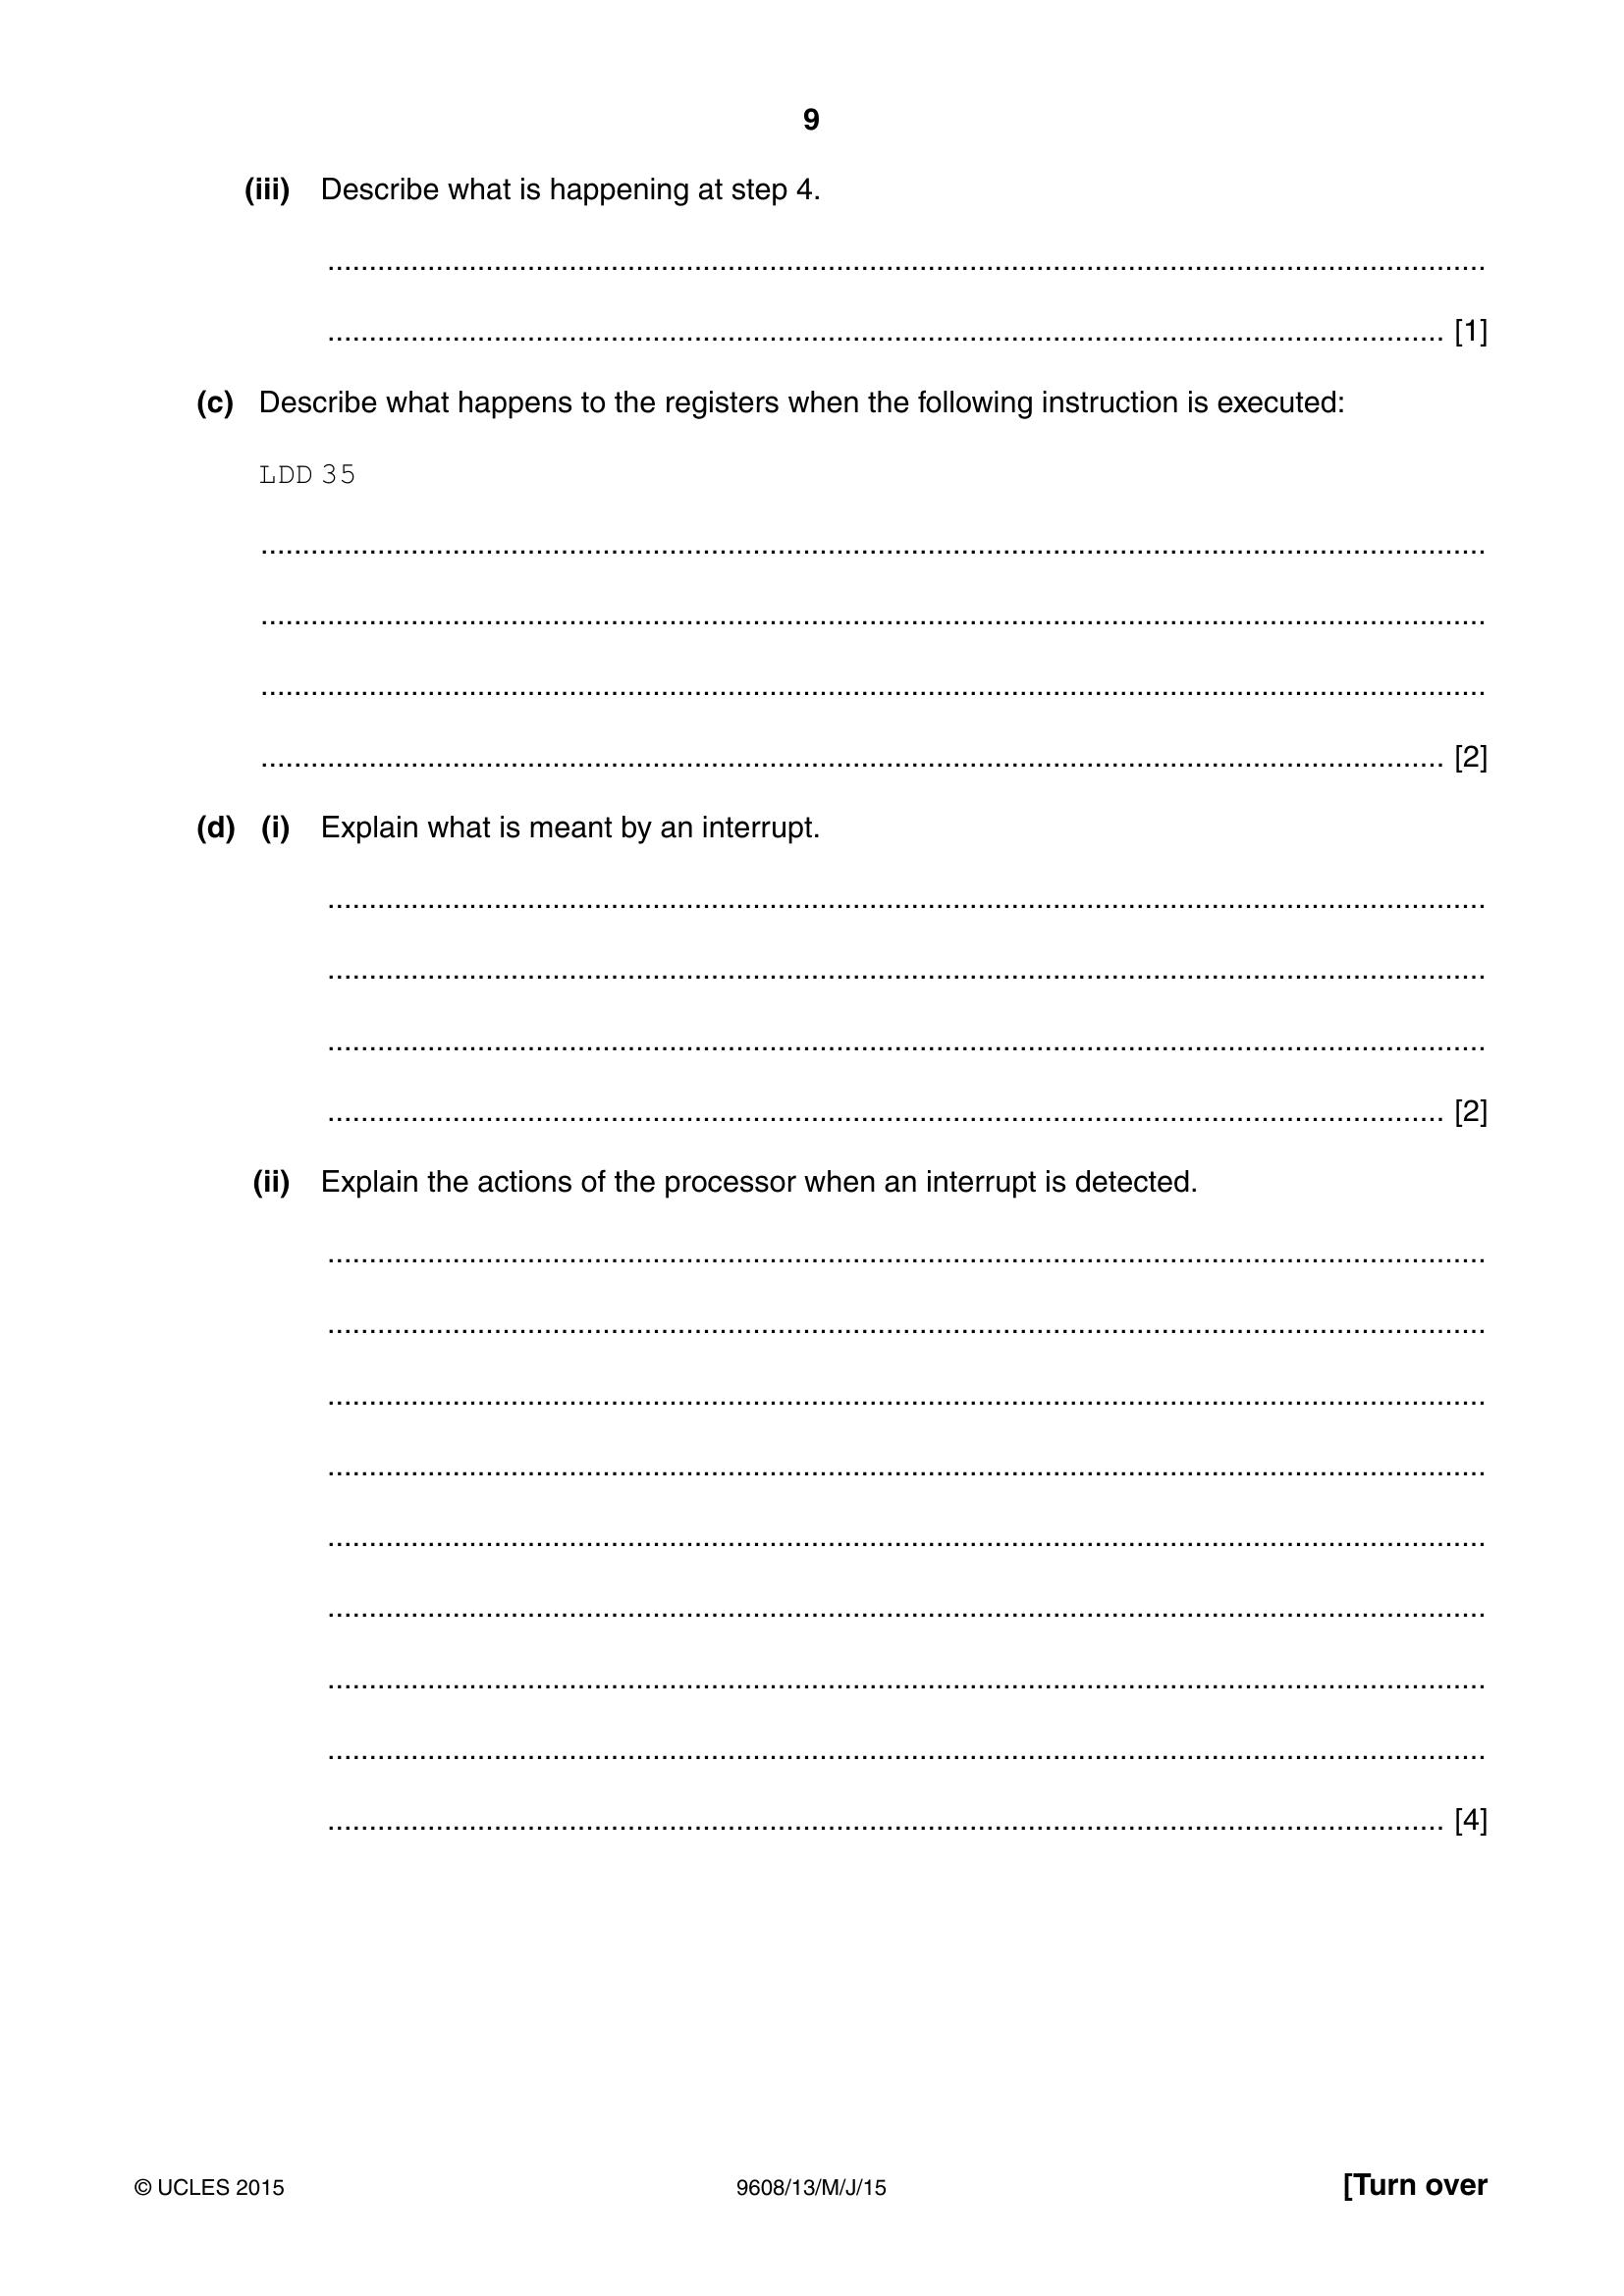 9
(iii) Describe what is happening at step 4.
[1]
(c) Describe what happens to the registers when the following instruction is executed:
LDD 35
[2]
(d) (i) Explain what is meant by an interrupt.
[2]
(ii) Explain the actions of the processor when an interrupt is detected.
[4]
© UCLES 2015 9608/13/M/J/15 [Turn over